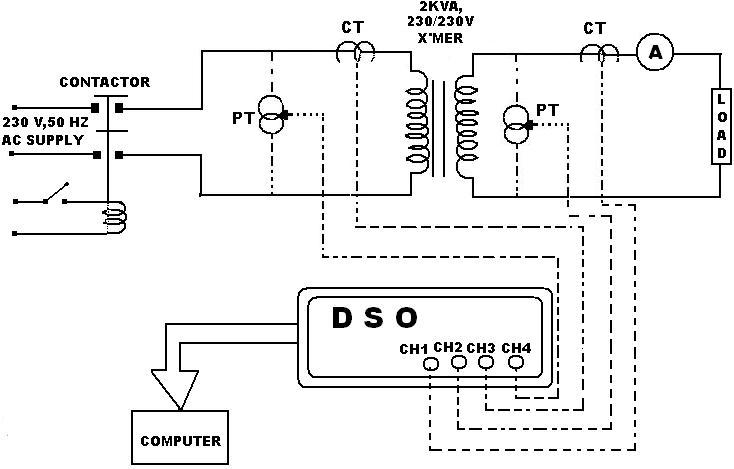 2KVA,
230/230V
X'MER
CT
CT
A
CONTACTOR
PT
PT
LOAD
230 V,50 HZ
AC SUPPLY
DSO
CH1 CH2 CH3 CH4
COMPUTER